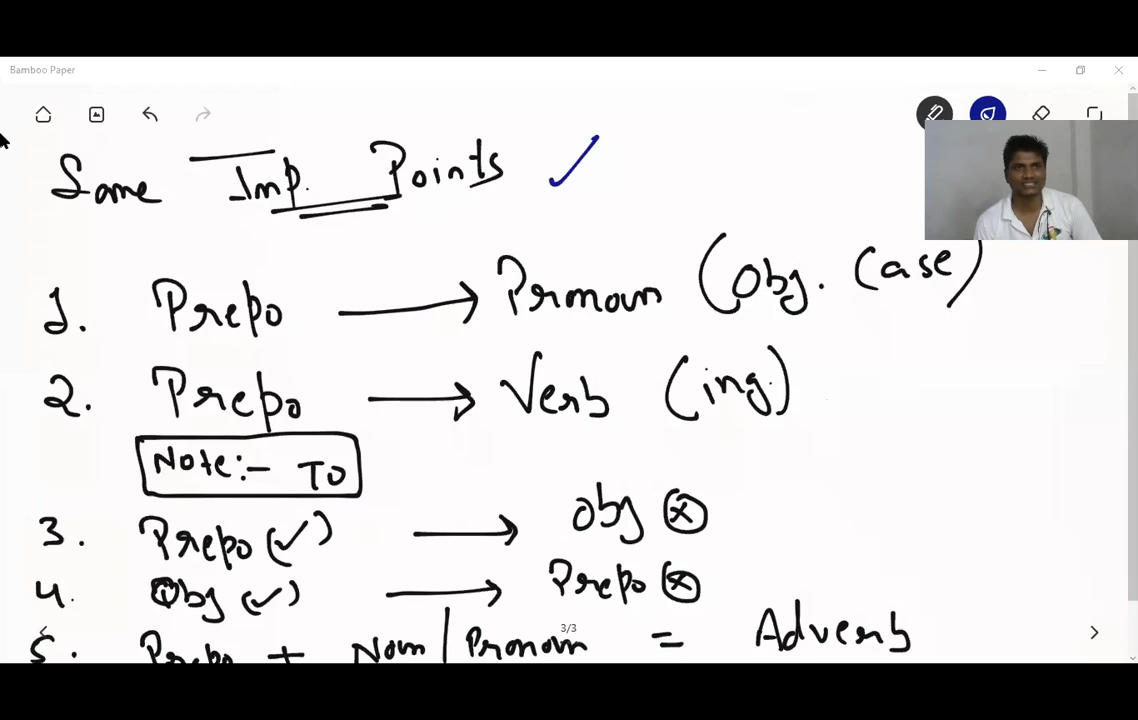 Bamboo Paper
Some Imp. Points ✓
1. Prepo → Pronoun (Obj. Case)
2. Prepo → Verb (ing)
Note:- TO
3. Prepo (✓) → Obj ⊗
4. Obj (✓) → Prepo ⊗
5. Prepo + Noun/Pronoun = Adverb
3/3